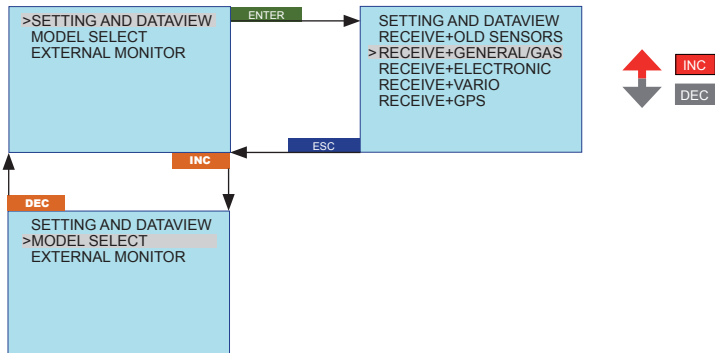 >SETTING AND DATAVIEW
MODEL SELECT
EXTERNAL MONITOR
ENTER
SETTING AND DATAVIEW
RECEIVE+OLD SENSORS
>RECEIVE+GENERAL/GAS
RECEIVE+ELECTRONIC
RECEIVE+VARIO
RECEIVE+GPS
INC
DEC
ESC
INC
DEC
SETTING AND DATAVIEW
>MODEL SELECT
EXTERNAL MONITOR